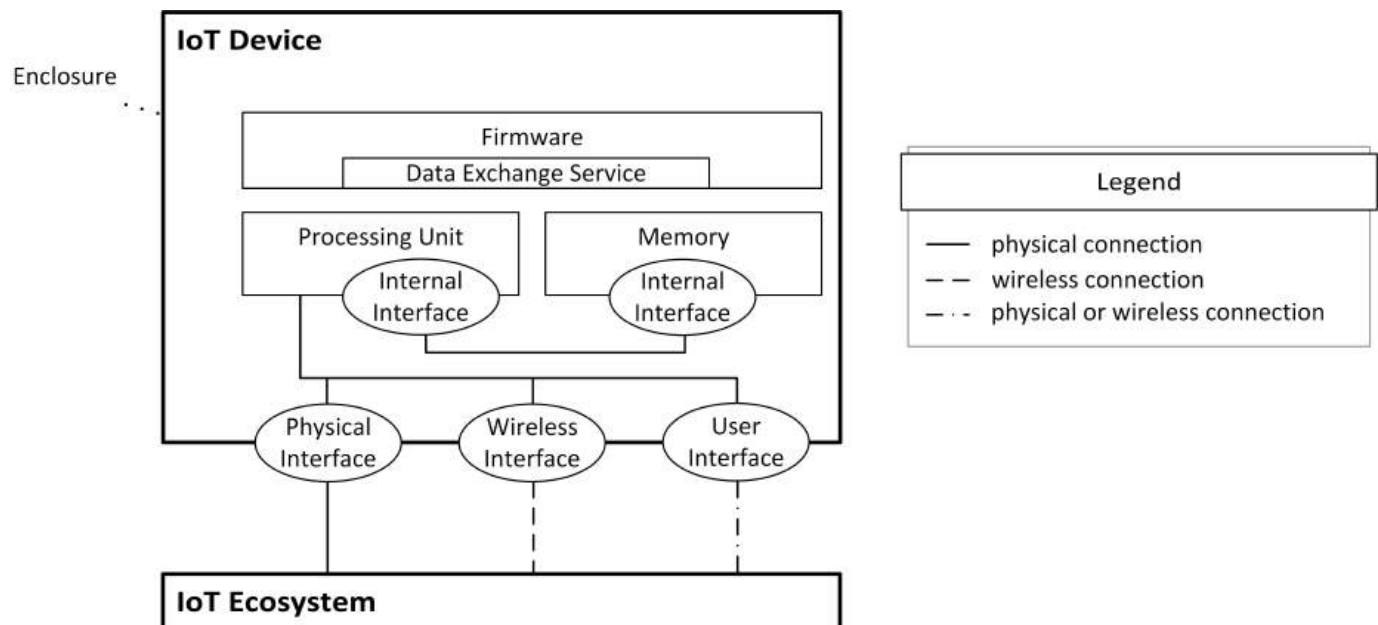 IoT Device
Enclosure
Firmware
Data Exchange Service
Processing Unit
Memory
Internal
Interface
Internal
Interface
Physical
Interface
Wireless
Interface
User
Interface
IoT Ecosystem
Legend
physical connection
wireless connection
physical or wireless connection